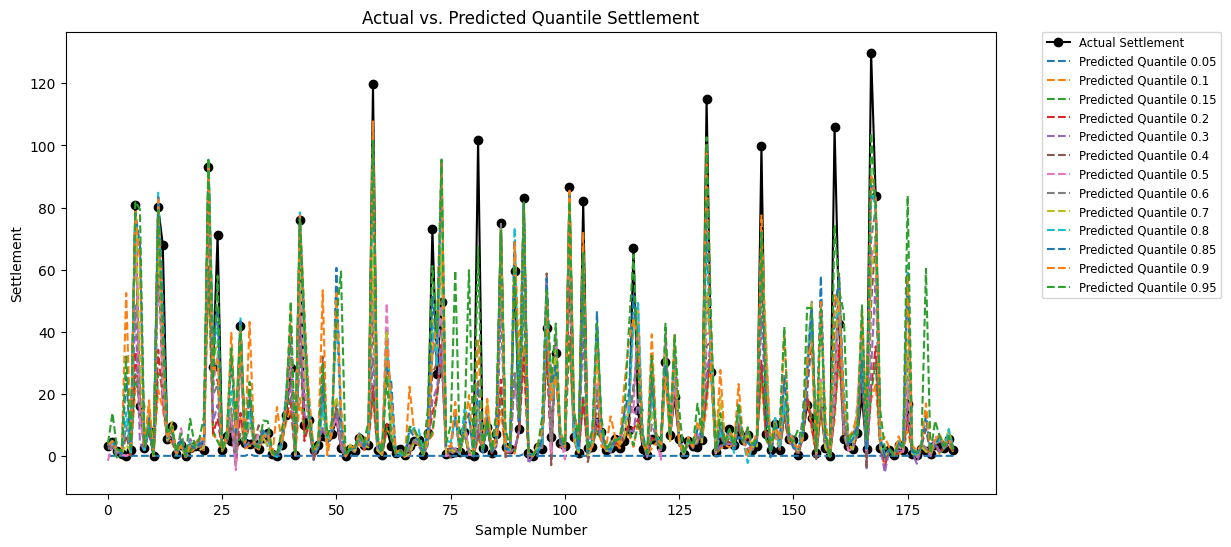 Actual vs. Predicted Quantile Settlement
Actual Settlement
Predicted Quantile 0.05
Predicted Quantile 0.1
Predicted Quantile 0.15
Predicted Quantile 0.2
Predicted Quantile 0.3
Predicted Quantile 0.4
Predicted Quantile 0.5
Predicted Quantile 0.6
Predicted Quantile 0.7
Predicted Quantile 0.8
Predicted Quantile 0.85
Predicted Quantile 0.9
Predicted Quantile 0.95
Settlement
120
100
80
60
40
20
0
0 25 50 75 100 125 150 175
Sample Number